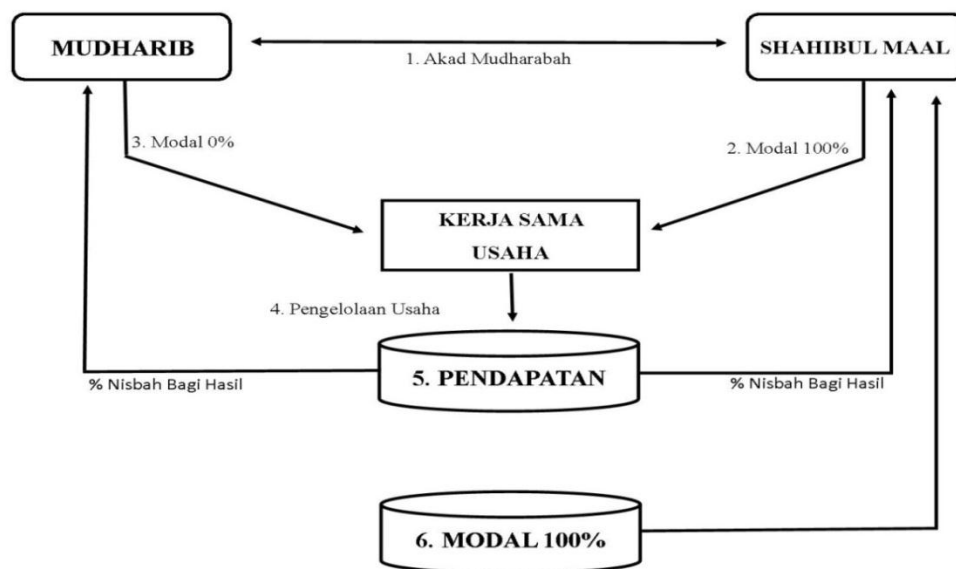 MUDHARIB
SHAHIBUL MAAL
1. Akad Mudharabah
3. Modal 0%
2. Modal 100%
KERJA SAMA
USAHA
4. Pengelolaan Usaha
5. PENDAPATAN
% Nisbah Bagi Hasil
% Nisbah Bagi Hasil
6. MODAL 100%